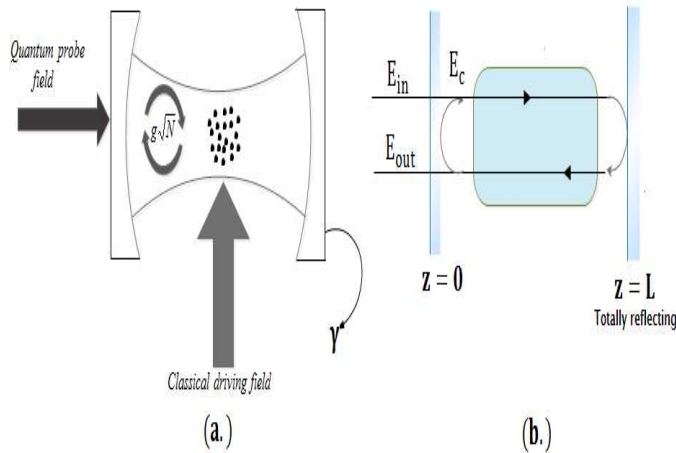 Quantum probe
field
g√N
γ
Classical driving field
(a.)
E_in
E_c
E_out
z = 0
z = L
Totally reflecting
(b.)